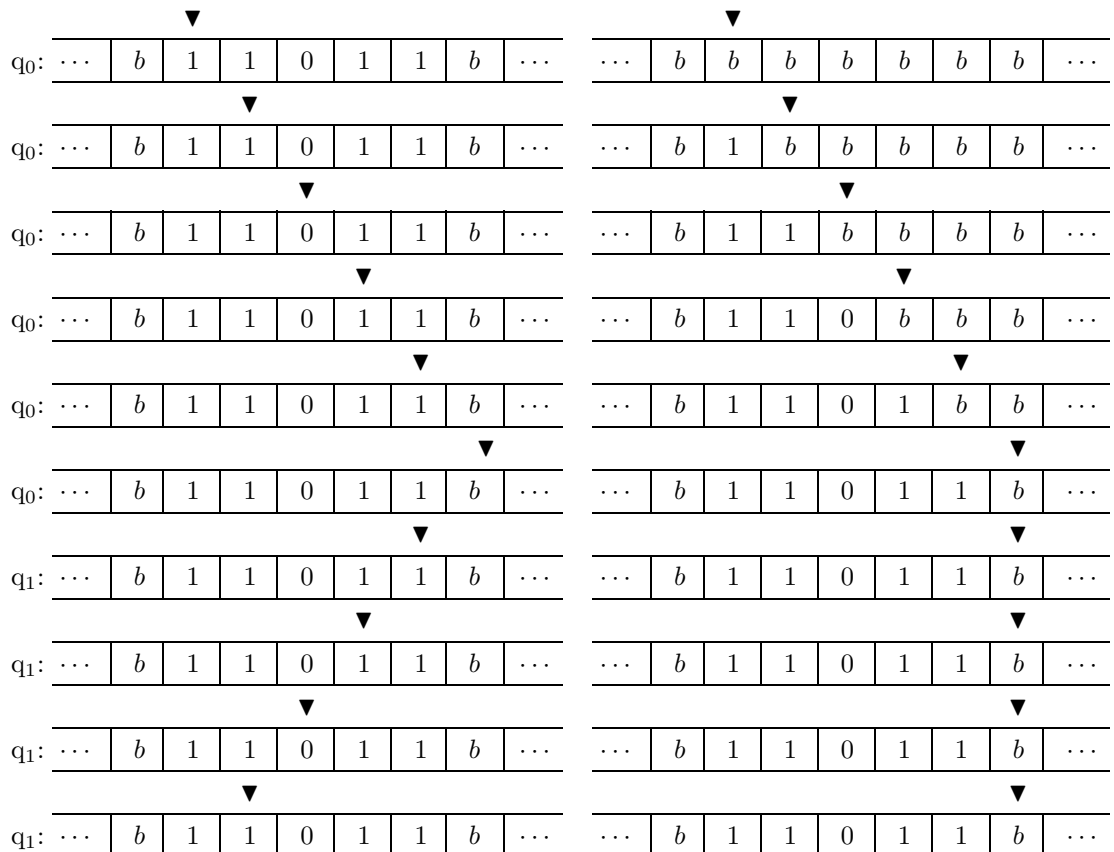 ▼ ▼
q₀: ··· b 1 1 0 1 1 b ··· ··· b b b b b b b ···
▼ ▼
q₀: ··· b 1 1 0 1 1 b ··· ··· b 1 b b b b b ···
▼ ▼
q₀: ··· b 1 1 0 1 1 b ··· ··· b 1 1 b b b b ···
▼ ▼
q₀: ··· b 1 1 0 1 1 b ··· ··· b 1 1 0 b b b ···
▼ ▼
q₀: ··· b 1 1 0 1 1 b ··· ··· b 1 1 0 1 b b ···
▼ ▼
q₀: ··· b 1 1 0 1 1 b ··· ··· b 1 1 0 1 1 b ···
▼ ▼
q₁: ··· b 1 1 0 1 1 b ··· ··· b 1 1 0 1 1 b ···
▼ ▼
q₁: ··· b 1 1 0 1 1 b ··· ··· b 1 1 0 1 1 b ···
▼ ▼
q₁: ··· b 1 1 0 1 1 b ··· ··· b 1 1 0 1 1 b ···
▼ ▼
q₁: ··· b 1 1 0 1 1 b ··· ··· b 1 1 0 1 1 b ···